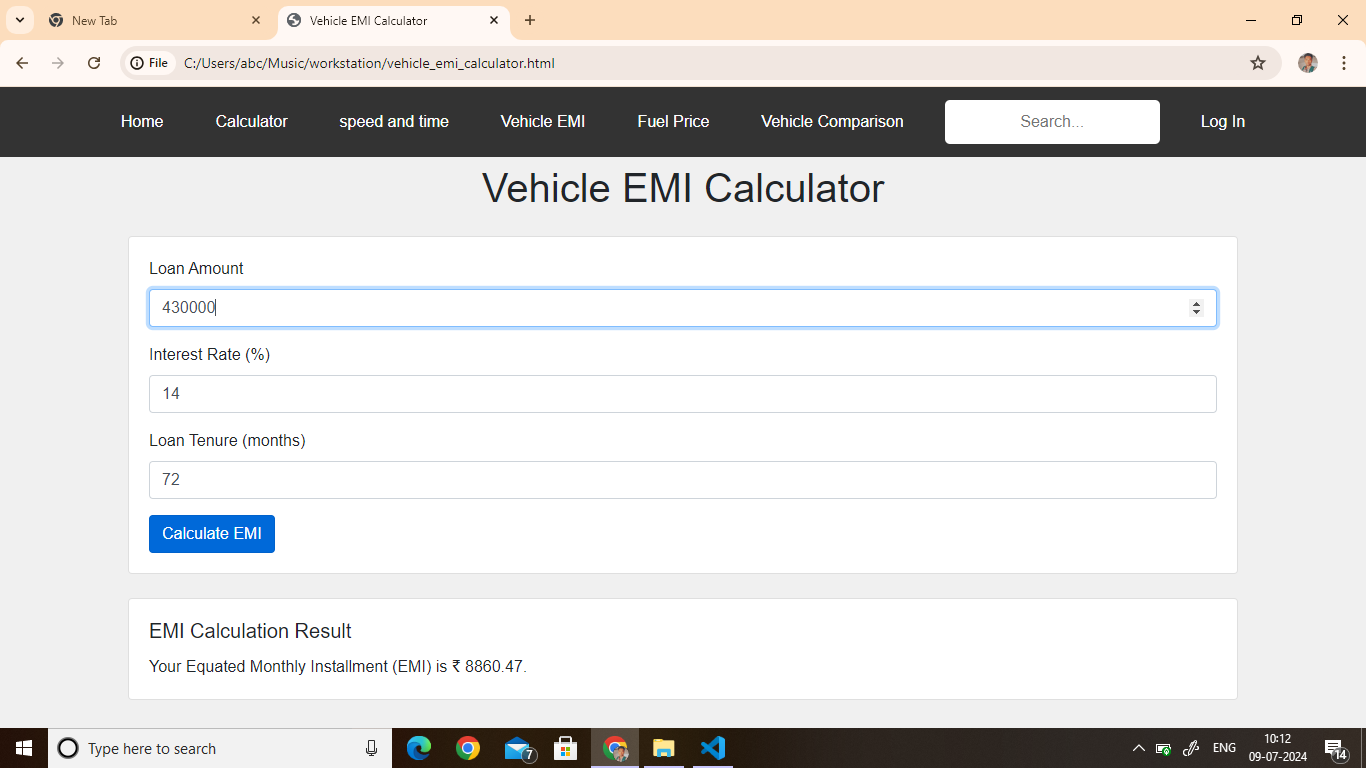 New Tab
Vehicle EMI Calculator
File
C:/Users/abc/Music/workstation/vehicle_emi_calculator.html
Home Calculator speed and time Vehicle EMI Fuel Price Vehicle Comparison Search... Log In
Vehicle EMI Calculator
Loan Amount
430000
Interest Rate (%)
14
Loan Tenure (months)
72
Calculate EMI
EMI Calculation Result
Your Equated Monthly Installment (EMI) is ₹ 8860.47.
Type here to search
7
ENG
10:12
09-07-2024
14